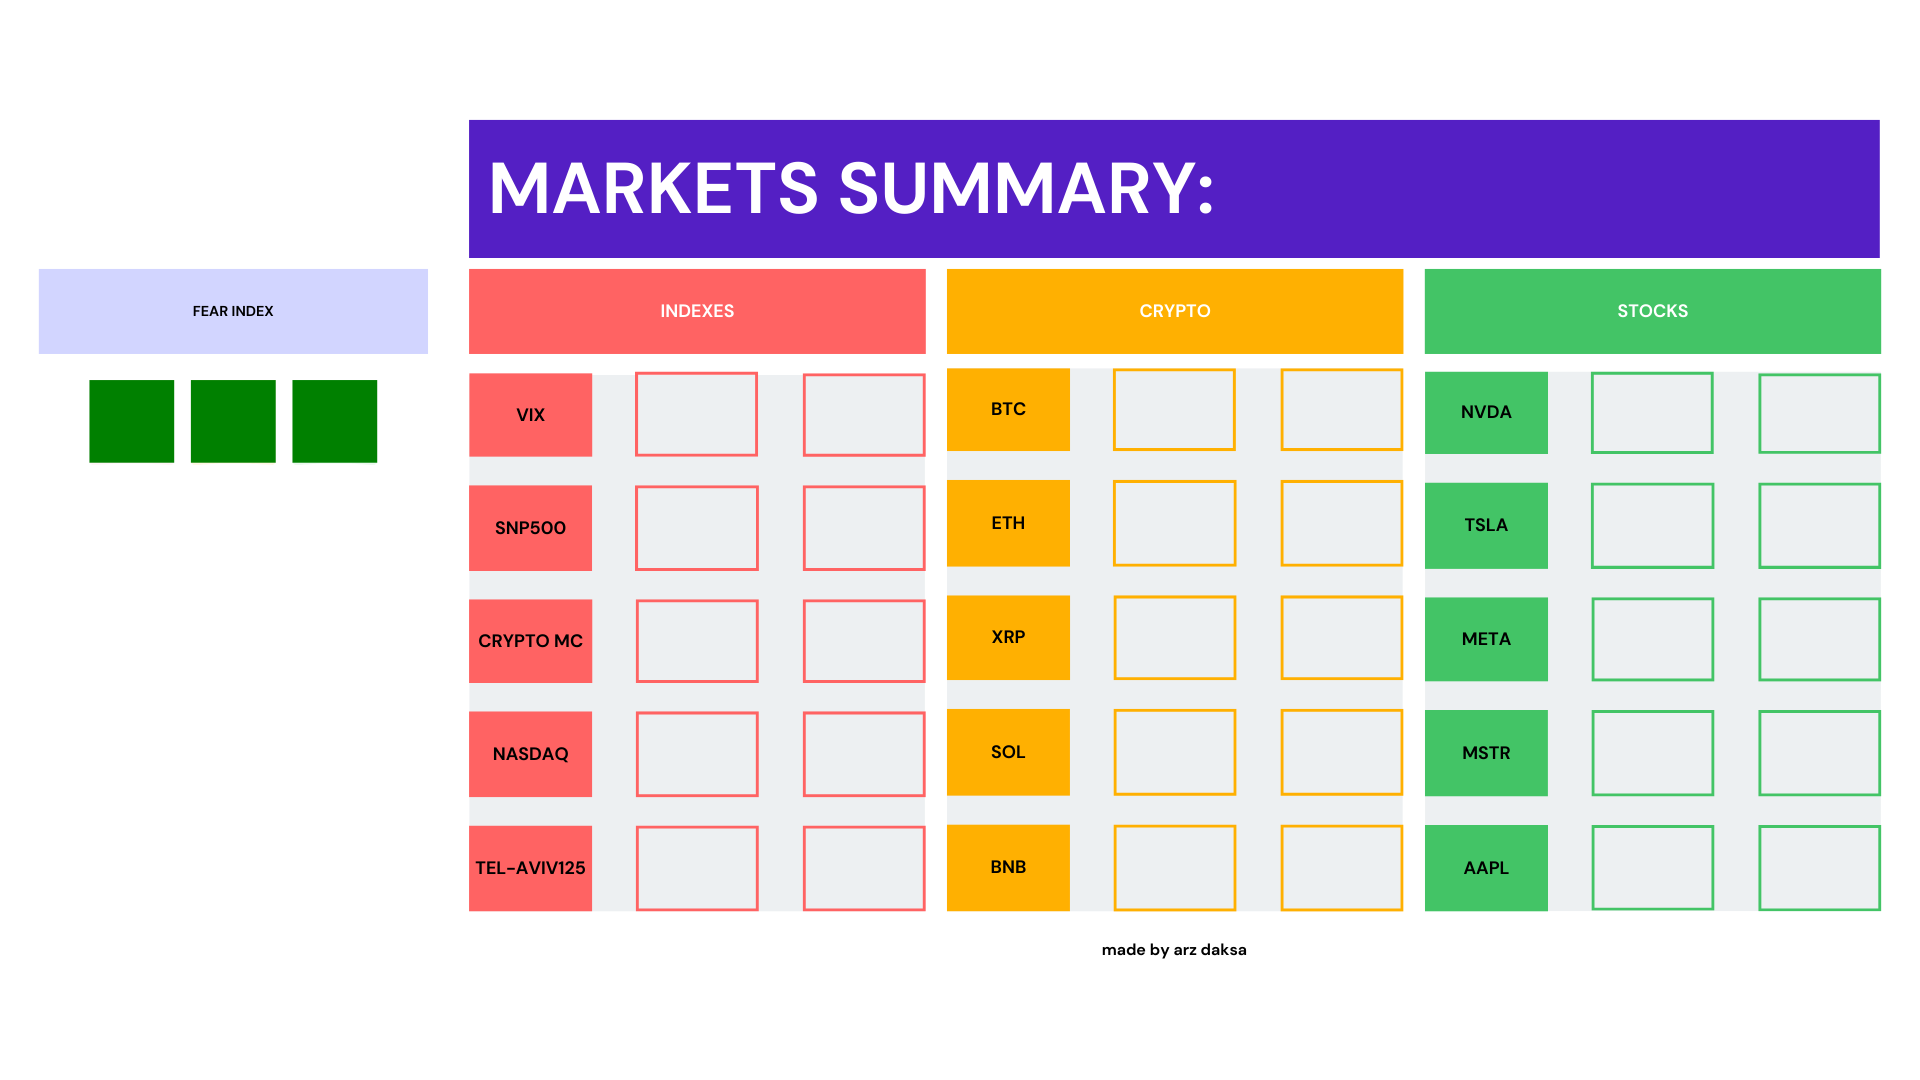 MARKETS SUMMARY:
FEAR INDEX
INDEXES
CRYPTO
STOCKS
VIX
BTC
NVDA
SNP500
ETH
TSLA
CRYPTO MC
XRP
META
NASDAQ
SOL
MSTR
TEL-AVIV125
BNB
AAPL
made by arz daksa